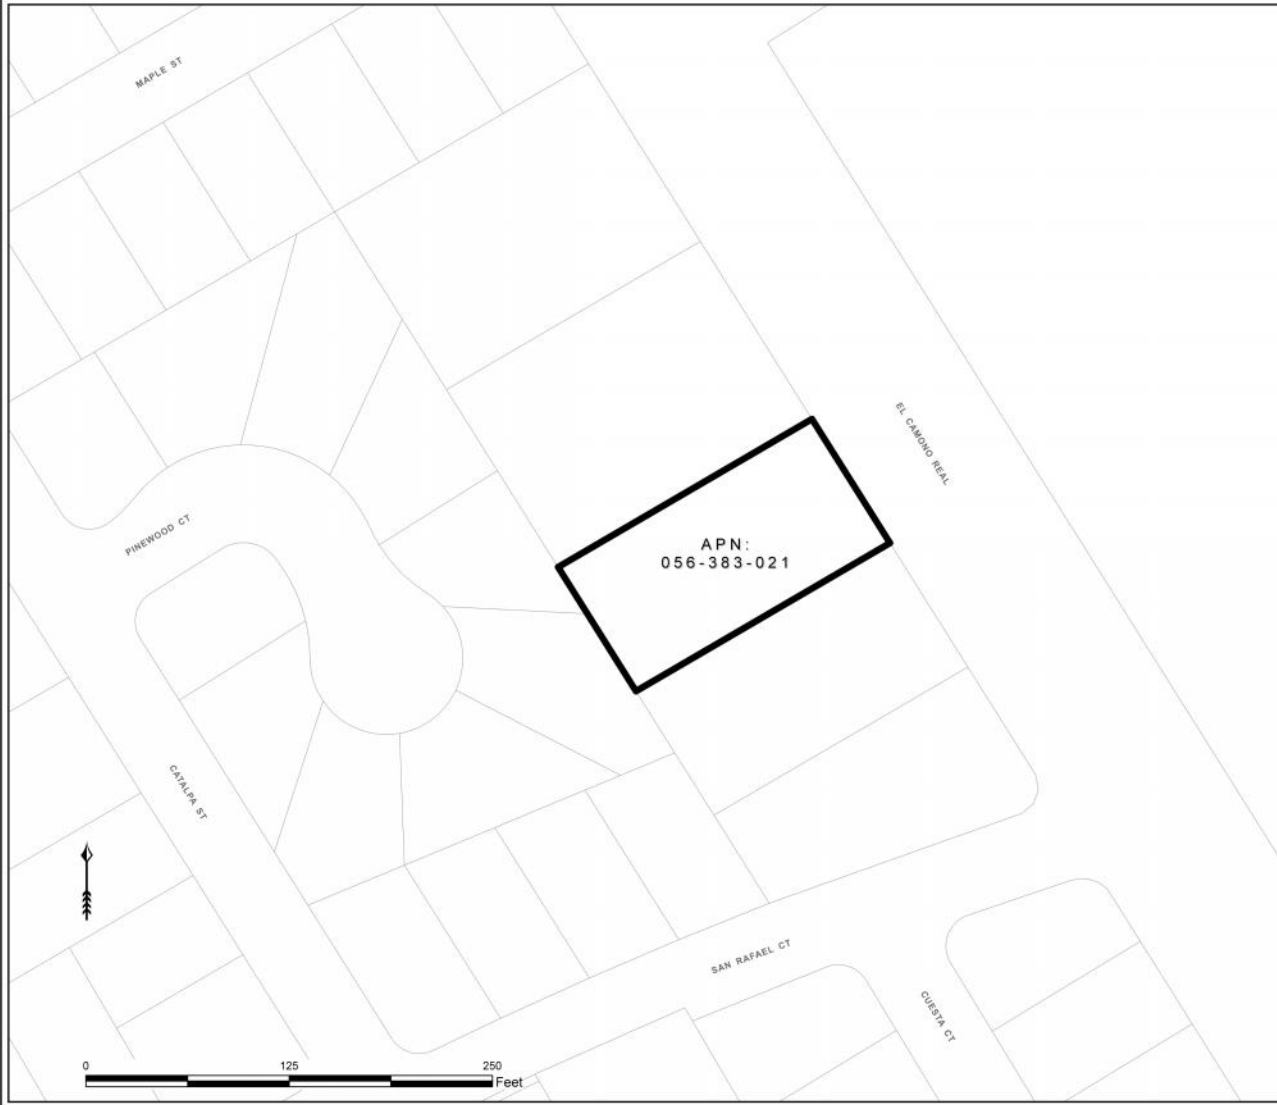 MAPLE ST
EL CAMONO REAL
PINEWOOD CT
APN:
056-383-021
CATALPA ST
SAN RAFAEL CT
CUESTA CT
0 125 250
Feet